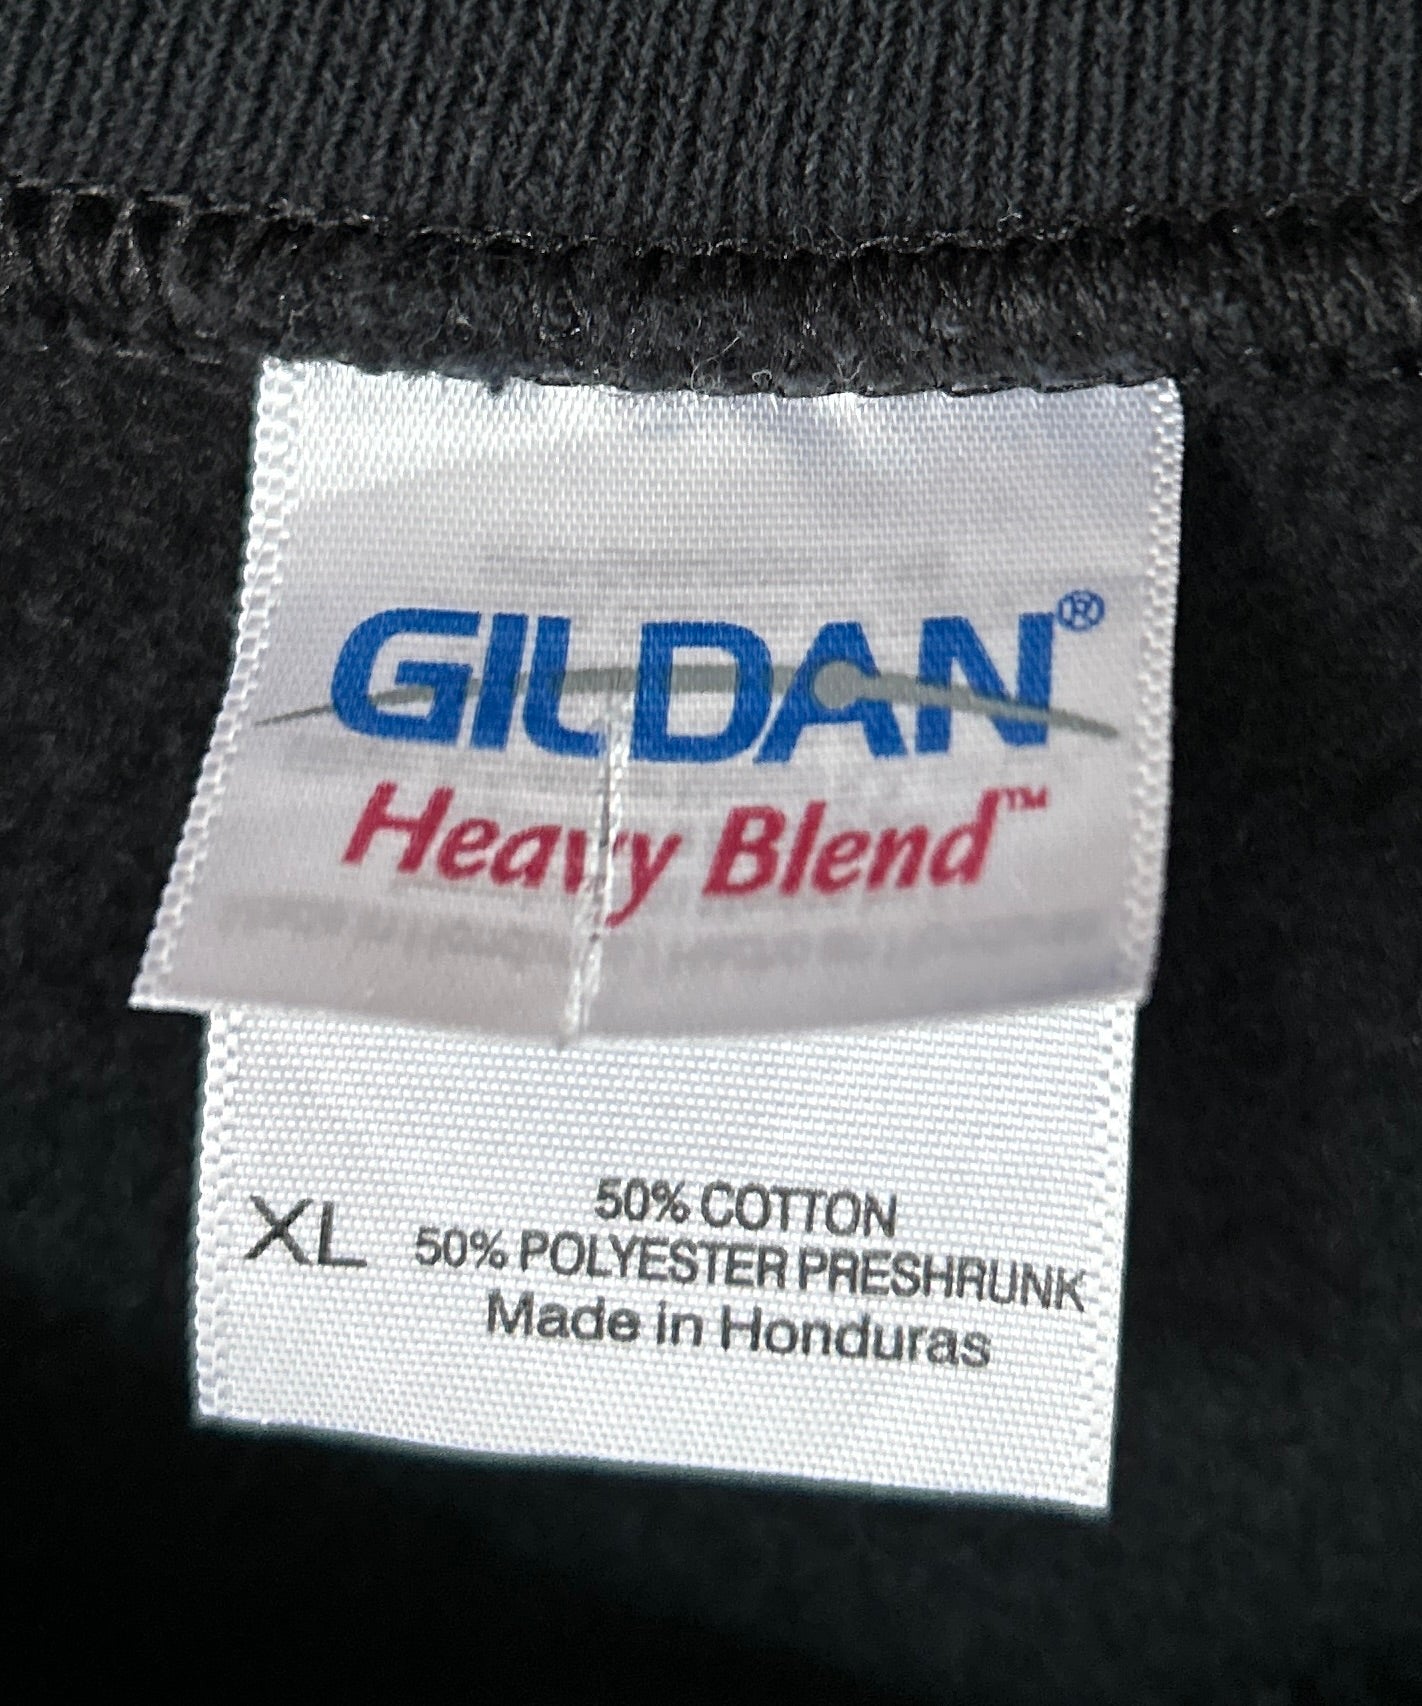 GILDAN®
Heavy Blend™
XL
50% COTTON
50% POLYESTER PRESHRUNK
Made in Honduras